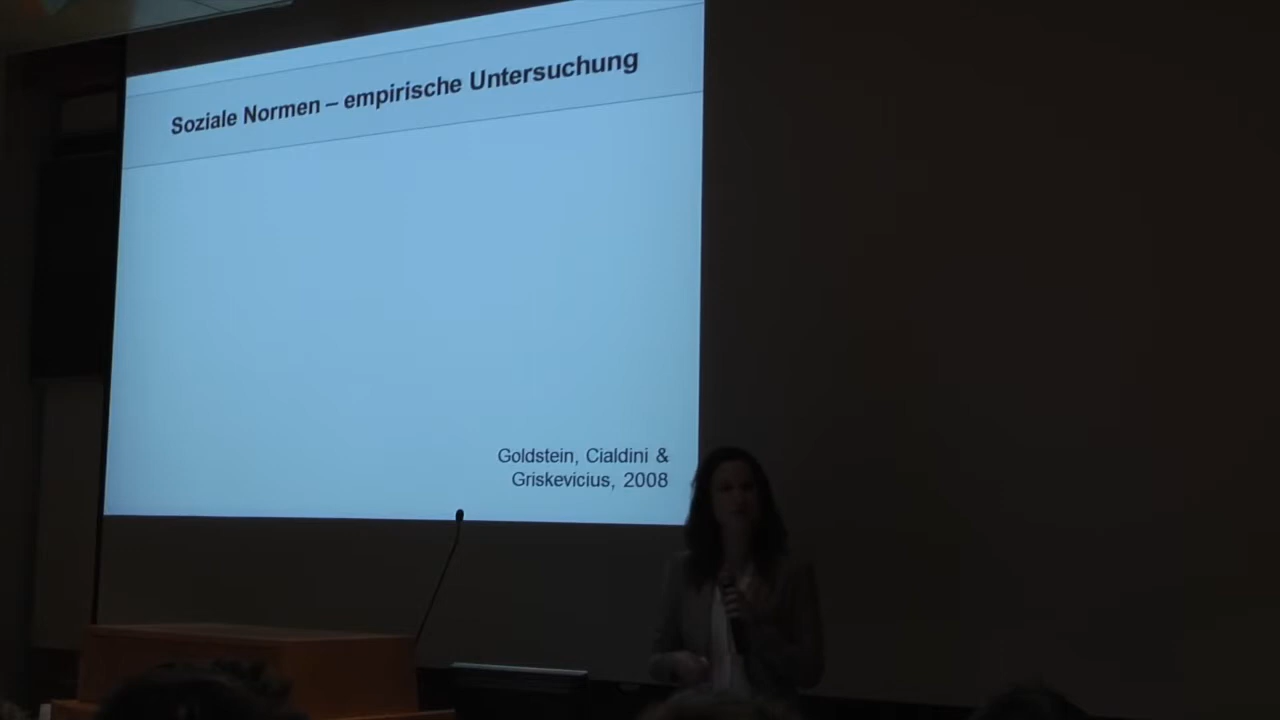 Soziale Normen – empirische Untersuchung
Goldstein, Cialdini &
Griskevicius, 2008